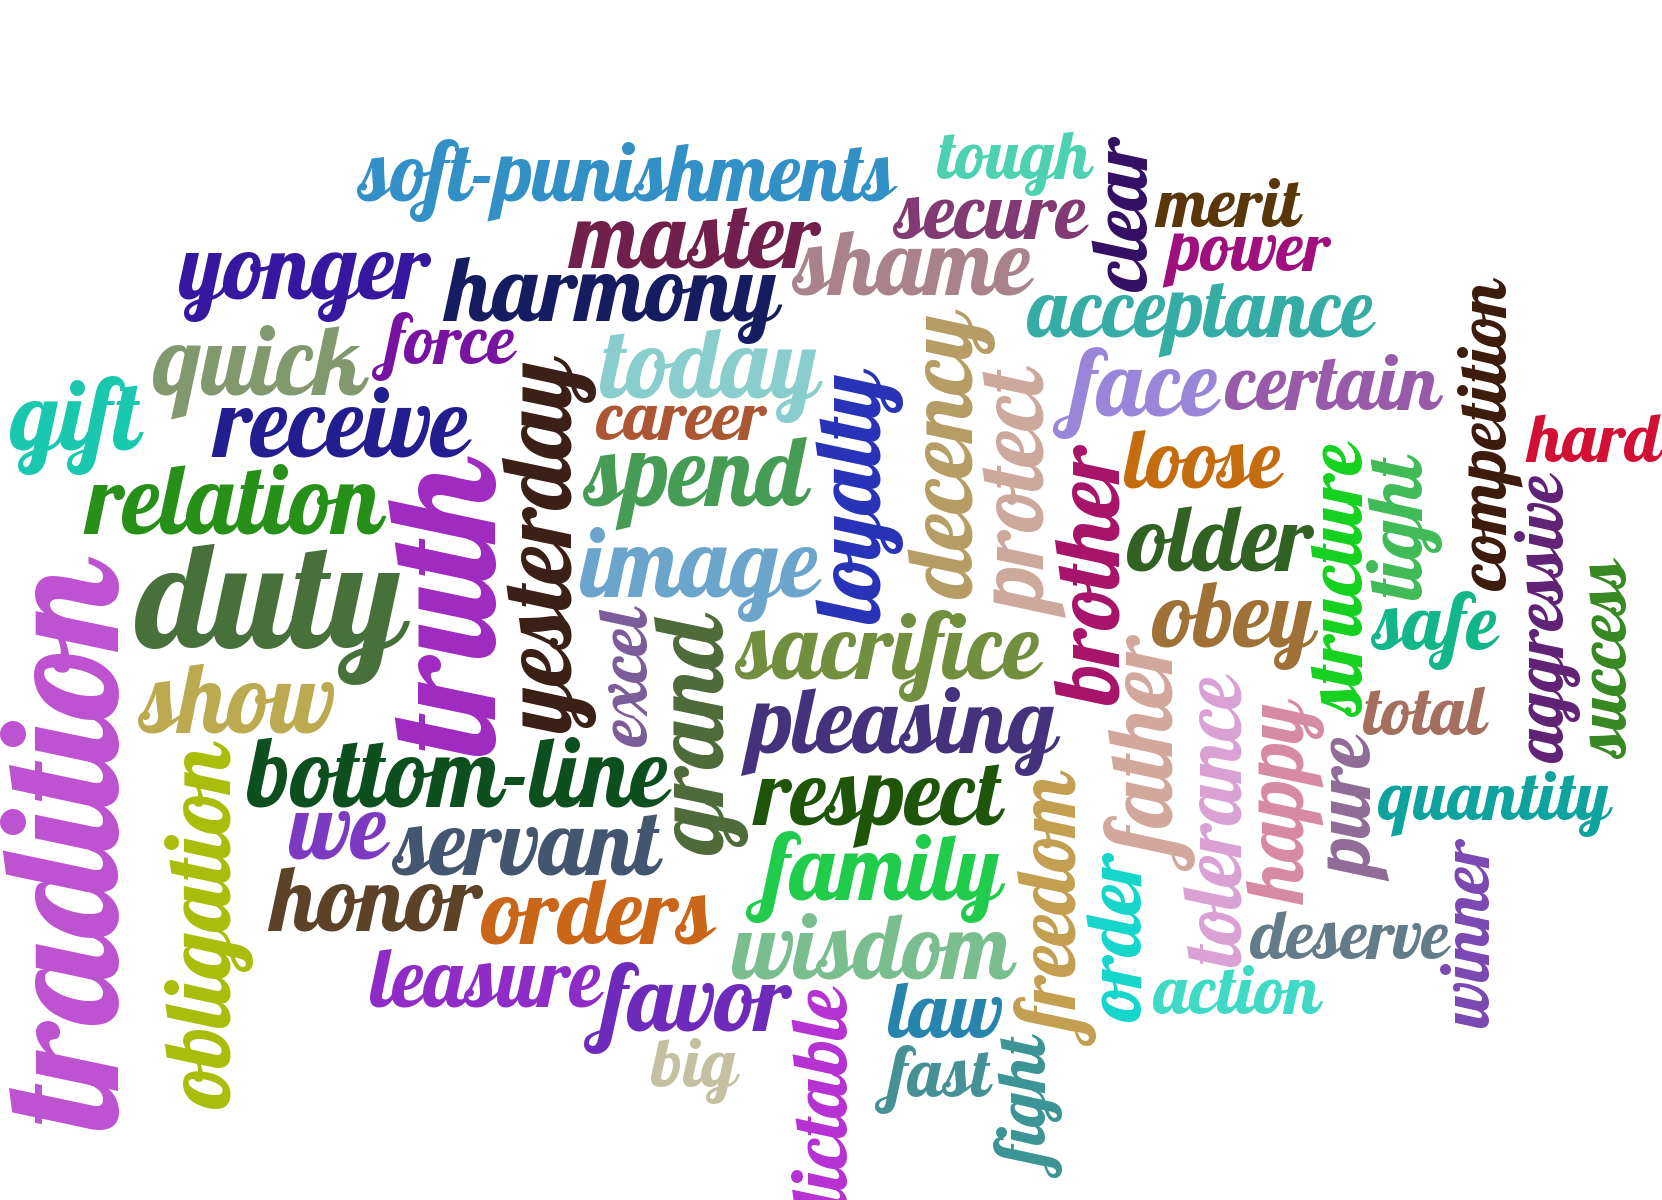 soft-punishments
tough
clear
merit
secure
master
power
shame
yonger
harmony
acceptance
competition
force
quick
today
decency
face
certain
protect
yesterday
loyalty
gift
receive
career
hard
loose
spend
brother
structure
tight
truth
relation
aggressive
older
image
duty
tradition
success
obey
safe
excel
grand
sacrifice
father
show
tolerance
total
pleasing
happy
pure
obligation
bottom-line
respect
freedom
quantity
we
servant
family
order
winner
honor
orders
wisdom
deserve
leasure
favor
action
law
ictable
big
fast
fight